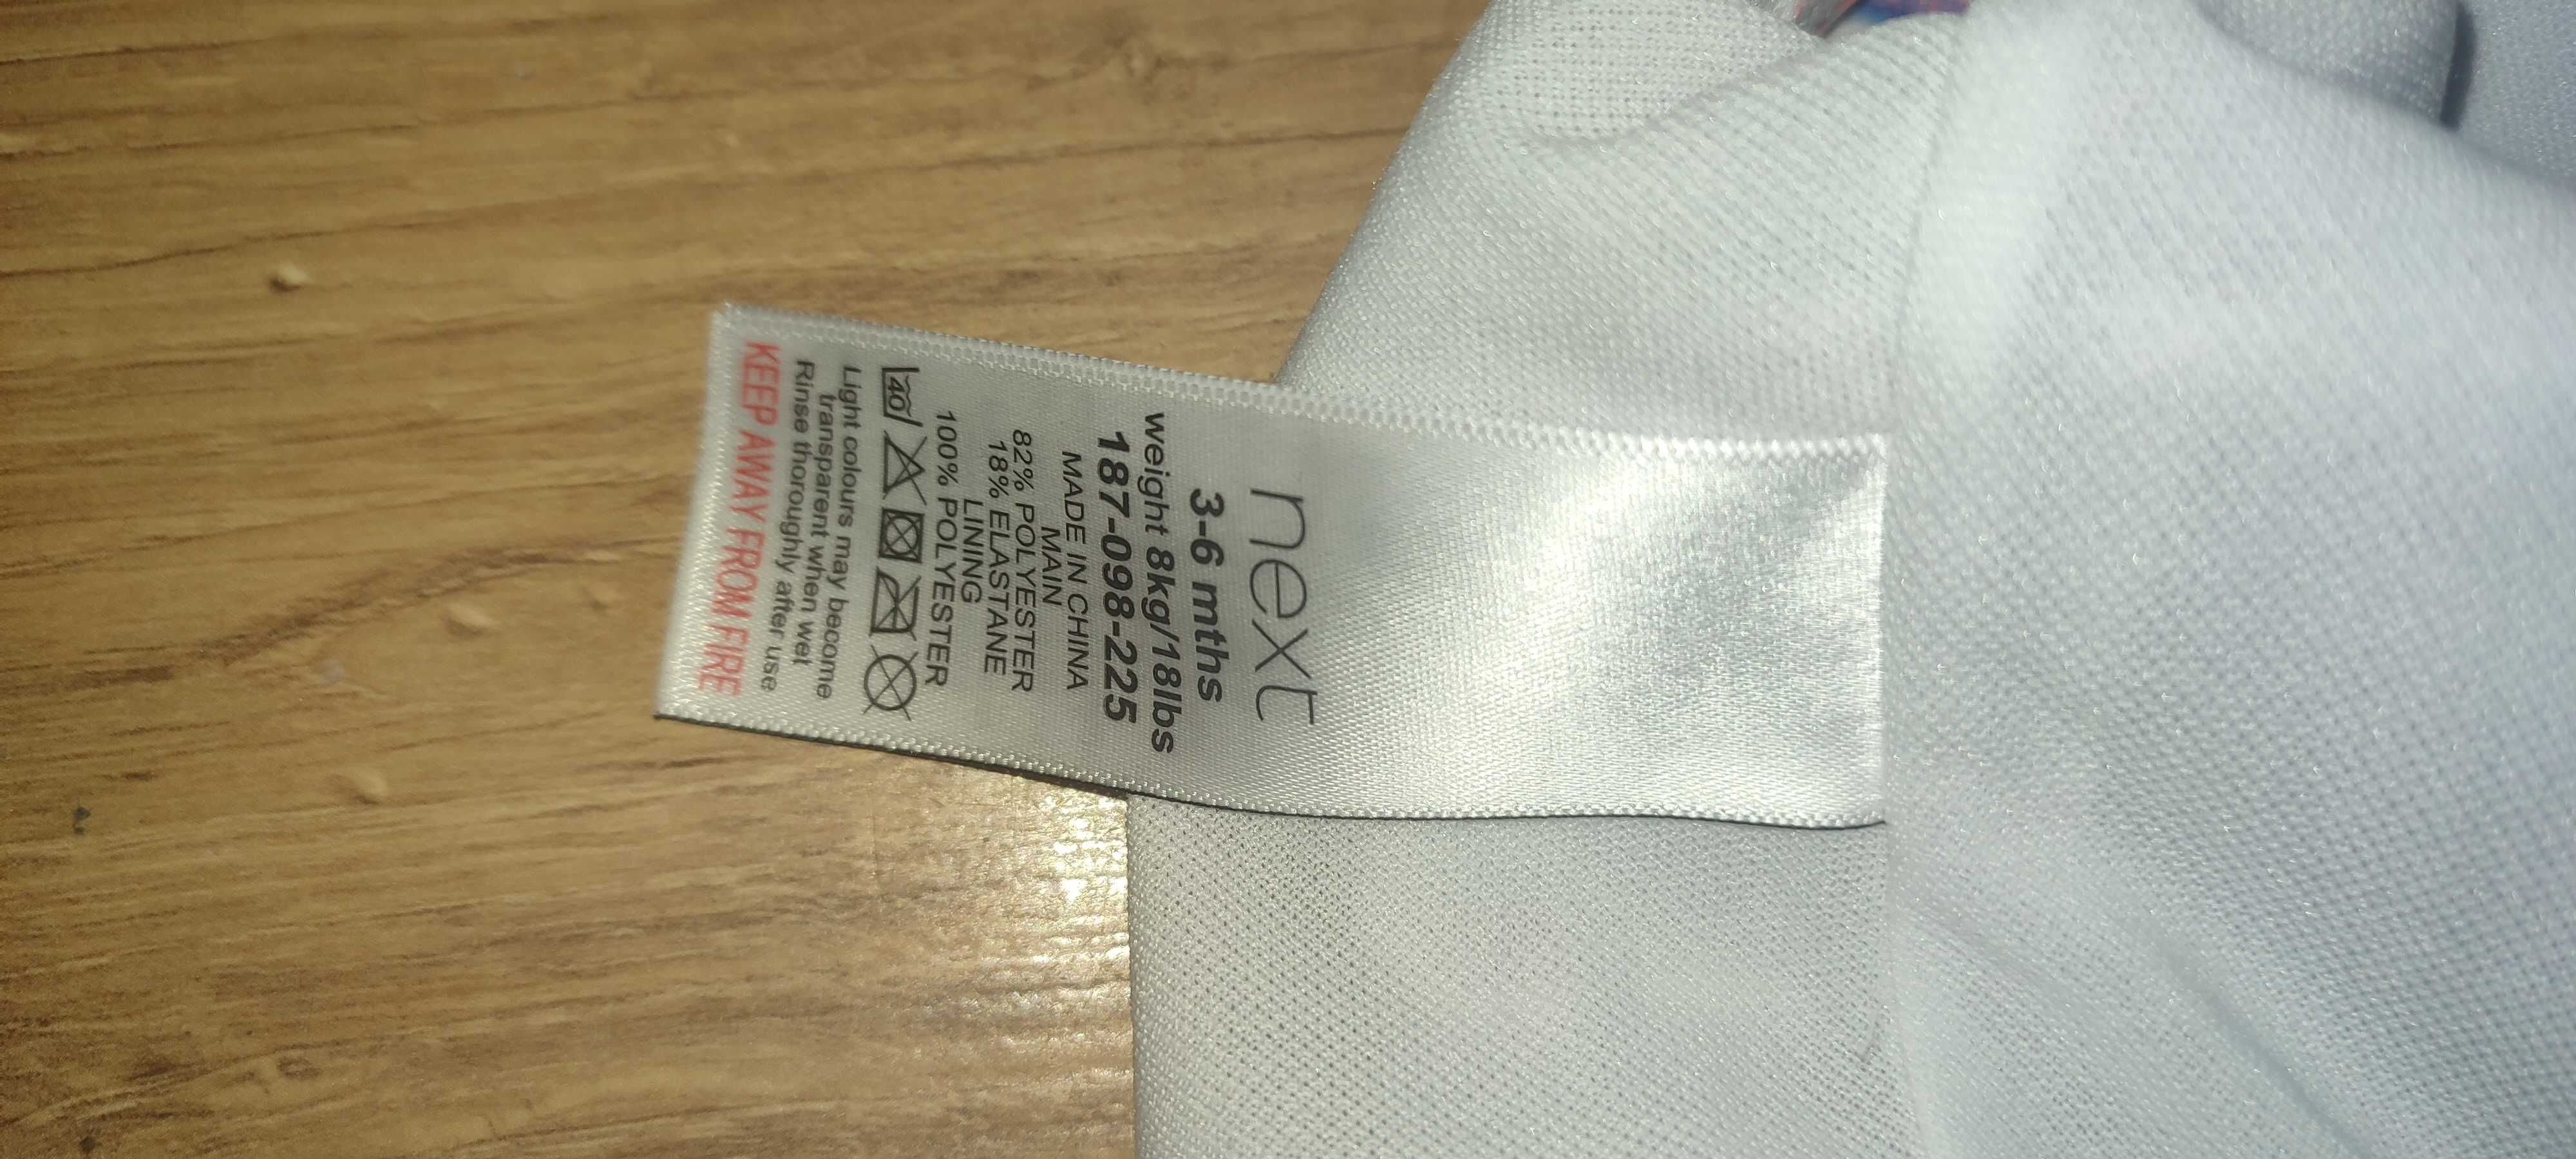 next
3-6 mths
weight 8kg/18lbs
187-098-225
MADE IN CHINA
MAIN
82% POLYESTER
18% ELASTANE
LINING
100% POLYESTER
40
Light colours may become
transparent when wet
Rinse thoroughly after use
KEEP AWAY FROM FIRE